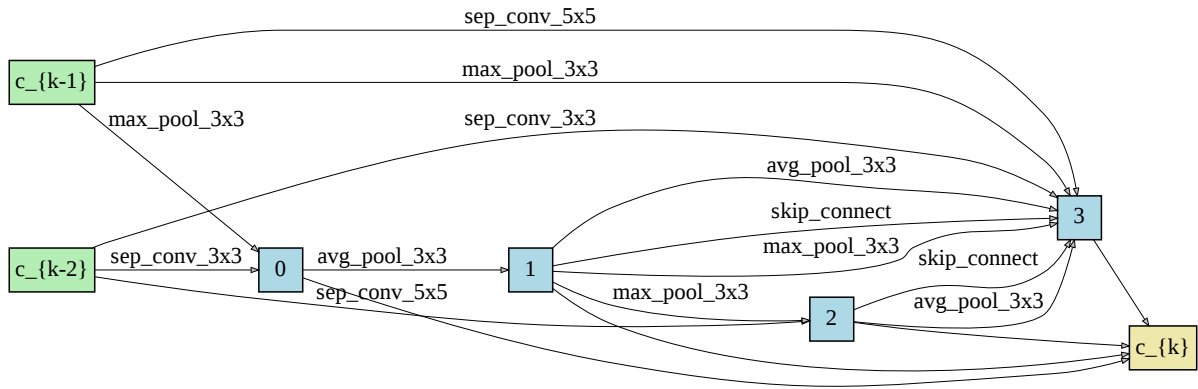 sep_conv_5x5
c_{k-1}
max_pool_3x3
max_pool_3x3
sep_conv_3x3
avg_pool_3x3
skip_connect
3
max_pool_3x3
c_{k-2}
sep_conv_3x3
0
avg_pool_3x3
1
skip_connect
sep_conv_5x5
max_pool_3x3
avg_pool_3x3
2
c_{k}